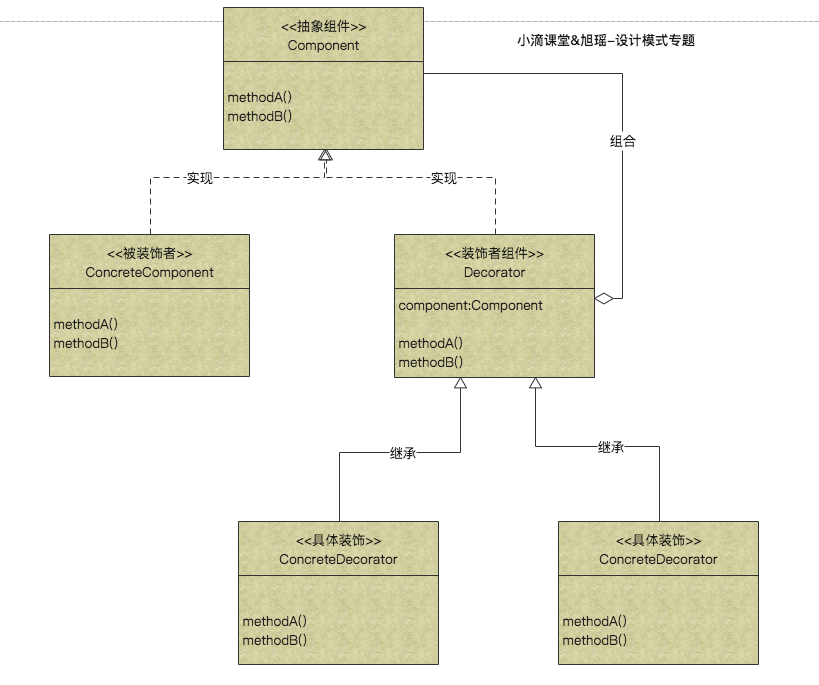 <<抽象组件>>
Component
methodA()
methodB()
小滴课堂&旭瑶-设计模式专题
组合
实现
实现
<<被装饰者>>
ConcreteComponent
methodA()
methodB()
<<装饰者组件>>
Decorator
component:Component
methodA()
methodB()
继承
继承
<<具体装饰>>
ConcreteDecorator
methodA()
methodB()
<<具体装饰>>
ConcreteDecorator
methodA()
methodB()